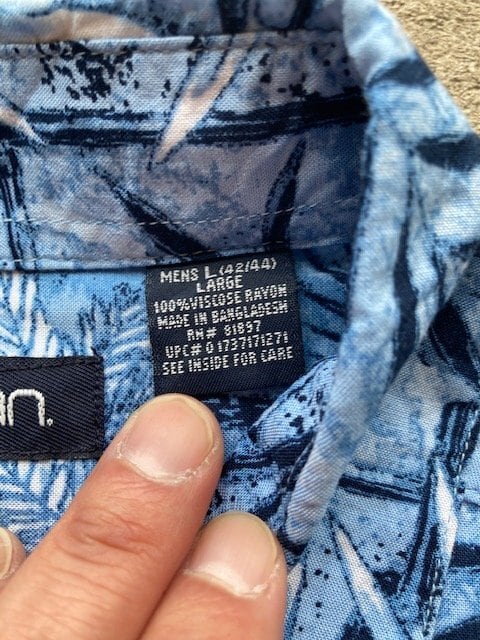 MENS L (42/44)
LARGE
100% VISCOSE RAYON
MADE IN BANGLADESH
RN# 81897
UPC# 0 1737171271
SEE INSIDE FOR CARE